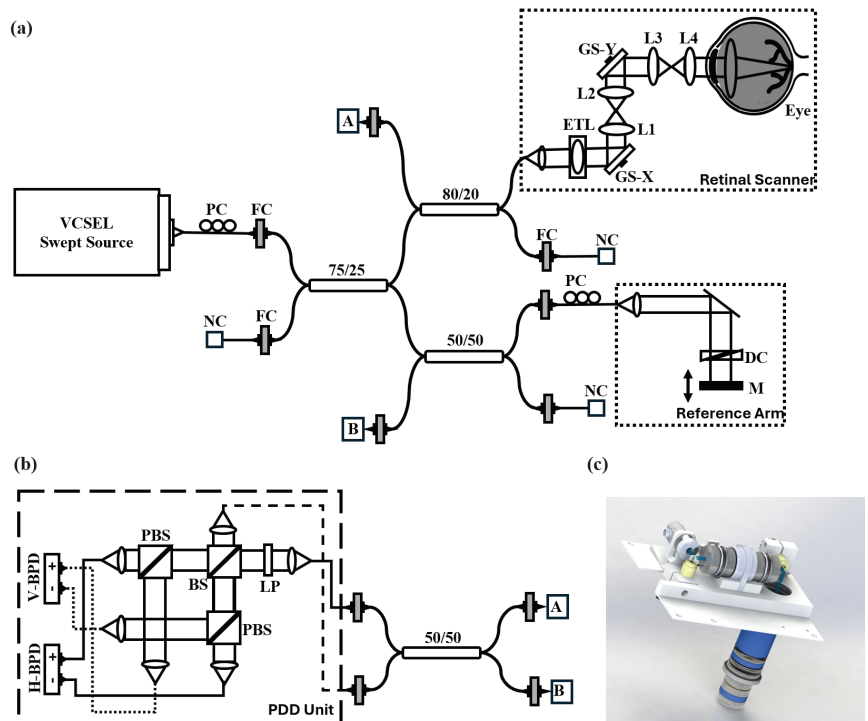 (a)
GS-Y
L3
L4
L2
A
ETL
L1
Eye
GS-X
Retinal Scanner
80/20
VCSEL
Swept Source
PC
FC
FC
NC
75/25
PC
NC
FC
50/50
NC
DC
M
Reference Arm
B
(b)
(c)
PBS
V-BPD
+
-
BS
LP
PBS
A
50/50
H-BPD
+
-
B
PDD Unit